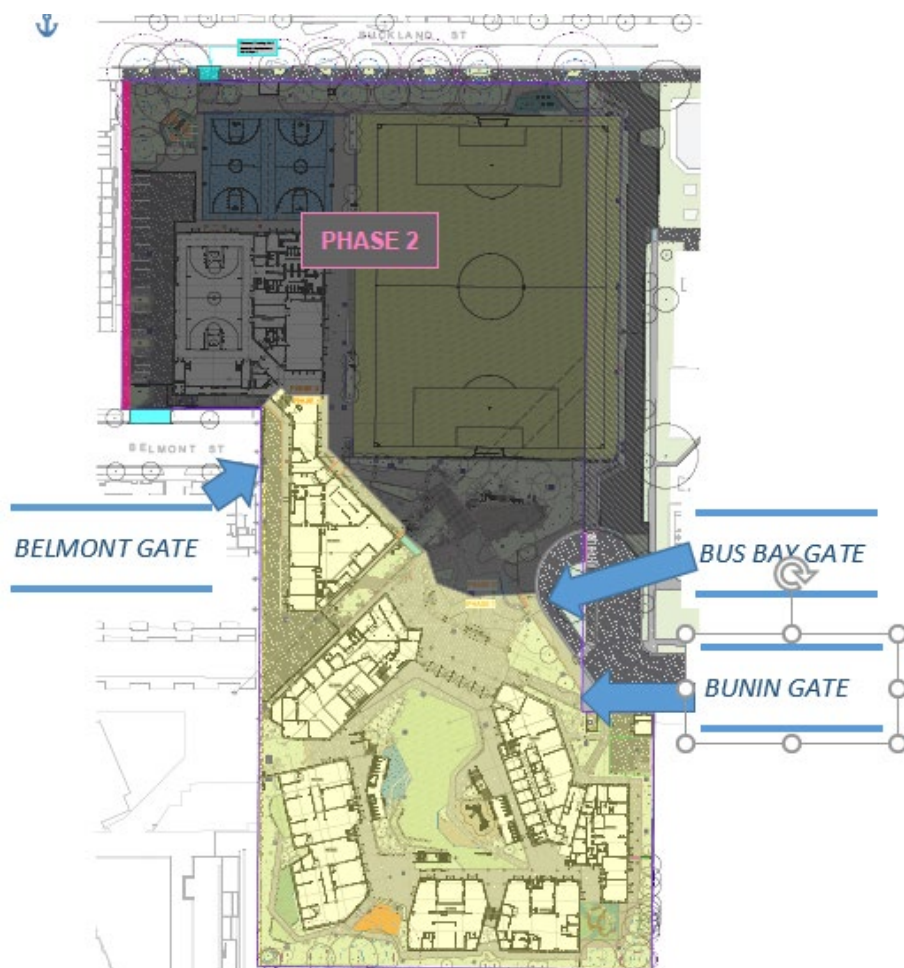 BUCKLAND ST
PHASE 2
BELMONT ST
BELMONT GATE
BUS BAY GATE
BUNIN GATE